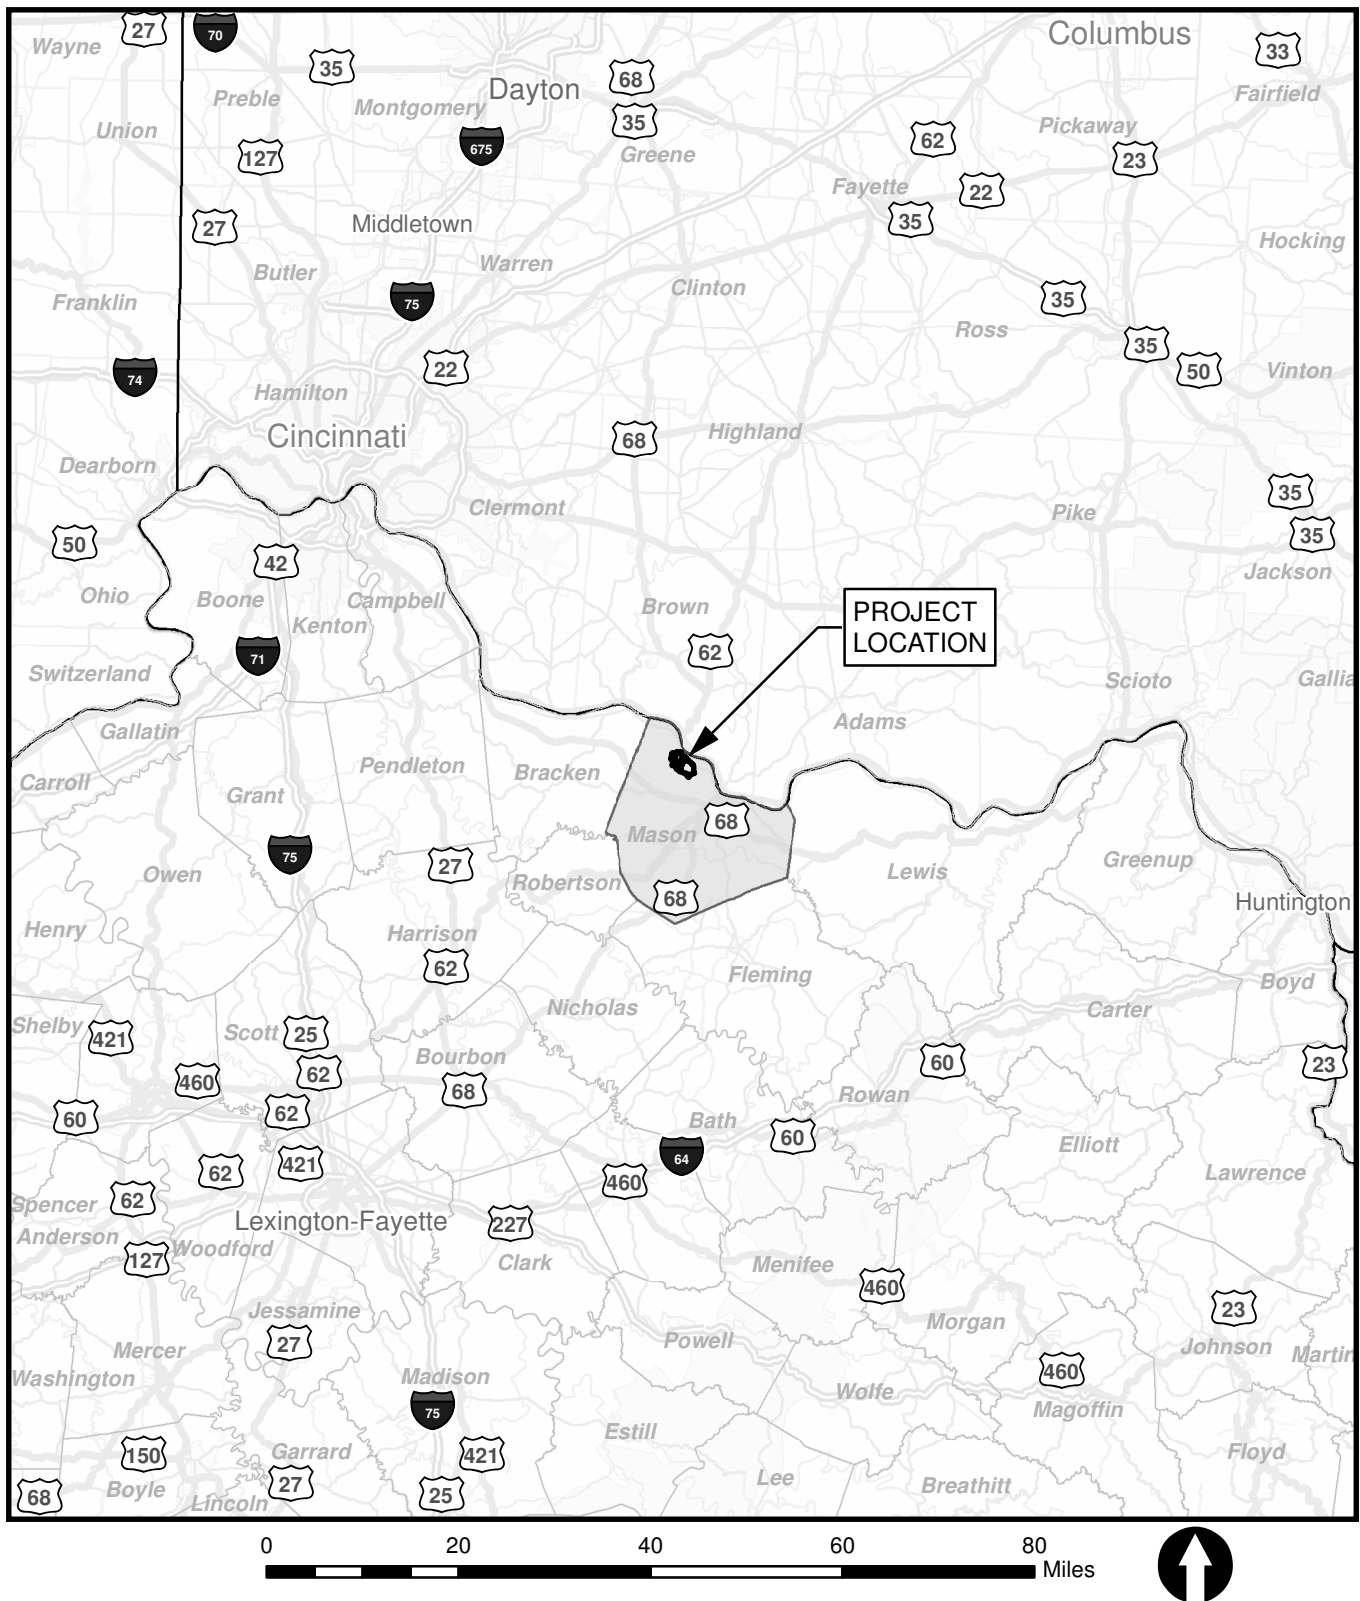 Wayne
27
70
35
Dayton
68
Columbus
33
Preble
Montgomery
35
Fairfield
Union
127
675
Greene
62
Pickaway
23
Fayette
22
27
Middletown
35
Hocking
Butler
Warren
Franklin
75
Clinton
35
Ross
35
74
22
50
Vinton
Hamilton
Cincinnati
68
Highland
Dearborn
Clermont
35
Pike
50
42
35
Jackson
Ohio
Boone
Campbell
Kenton
Brown
PROJECT
LOCATION
71
62
Switzerland
Scioto
Gallia
Gallatin
Adams
Carroll
Pendleton
Bracken
Grant
68
Mason
75
Owen
27
Robertson
Lewis
Greenup
68
Huntington
Henry
Harrison
62
Fleming
Boyd
Nicholas
Carter
Shelby
421
Scott
25
Bourbon
60
23
460
62
68
Rowan
60
62
Bath
60
Elliott
62
421
64
460
Lawrence
Spencer
62
Lexington-Fayette
227
Anderson
127
Woodford
Clark
Menifee
460
Jessamine
27
Morgan
23
Mercer
Powell
Johnson
Martin
Washington
Madison
460
Wolfe
75
Magoffin
150
Garrard
421
Estill
Floyd
68
Boyle
Lincoln
27
25
Lee
Breathitt
0 20 40 60 80
Miles